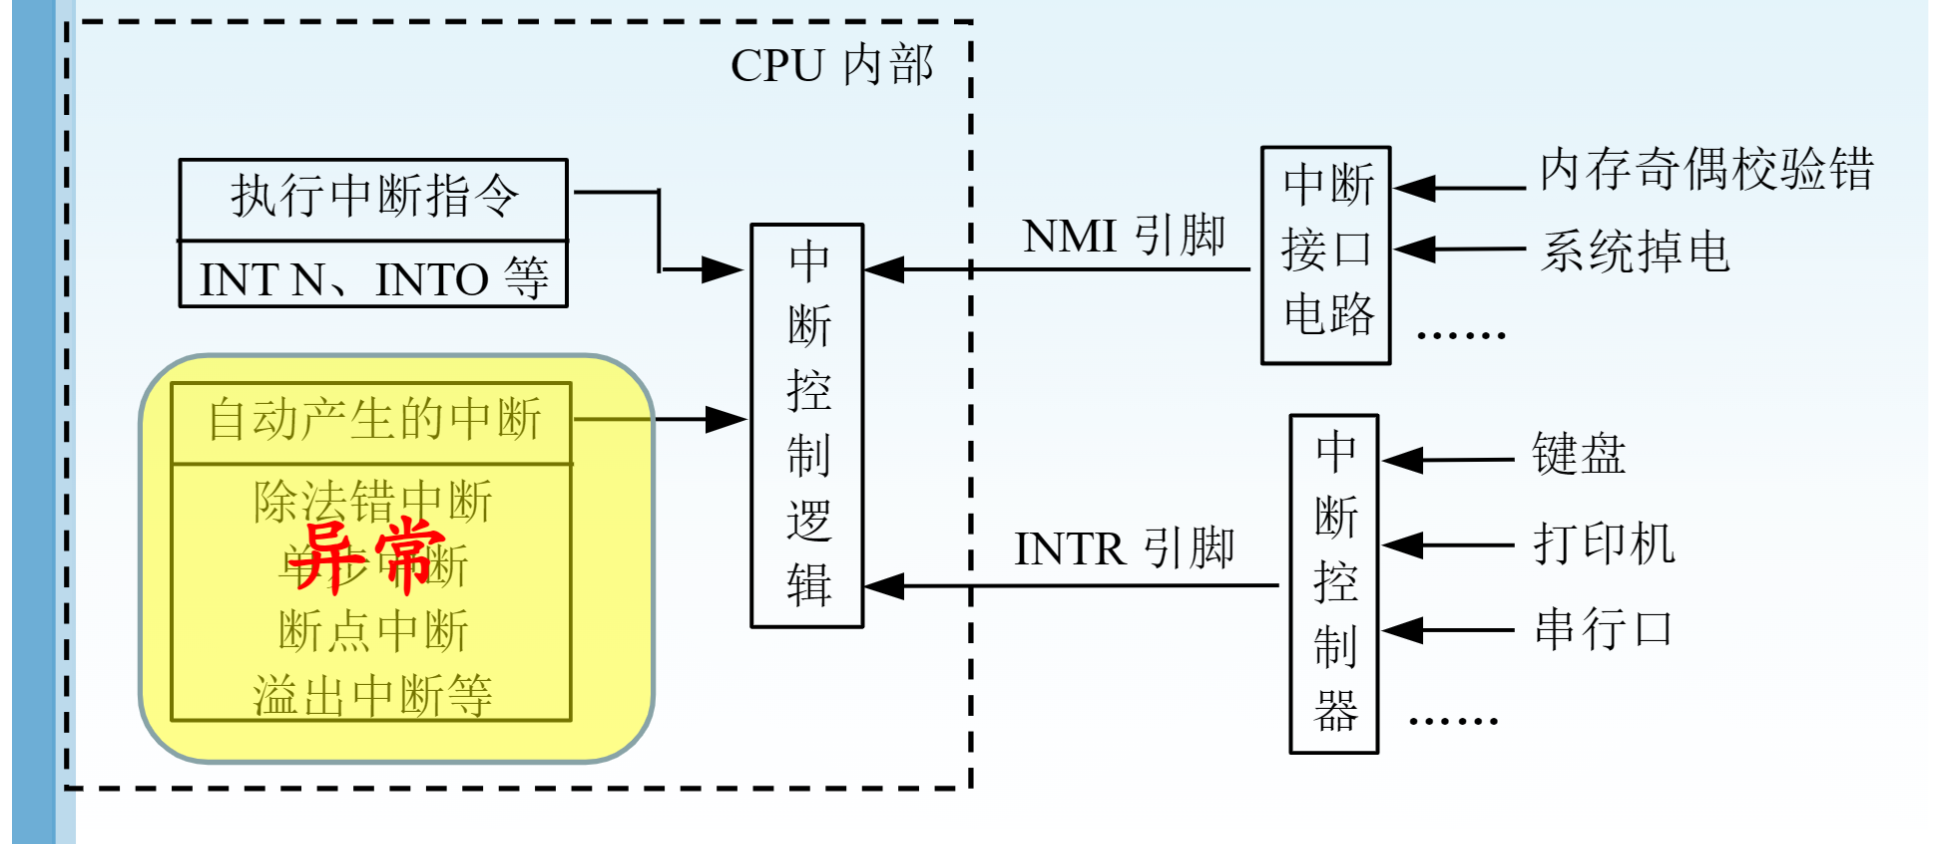 CPU 内部
执行中断指令
INT N、INTO 等
自动产生的中断
除法错中断
单步中断
异常
断点中断
溢出中断等
中断控制逻辑
NMI 引脚
INTR 引脚
中断
接口
电路
内存奇偶校验错
系统掉电
……
中断控制器
键盘
打印机
串行口
……